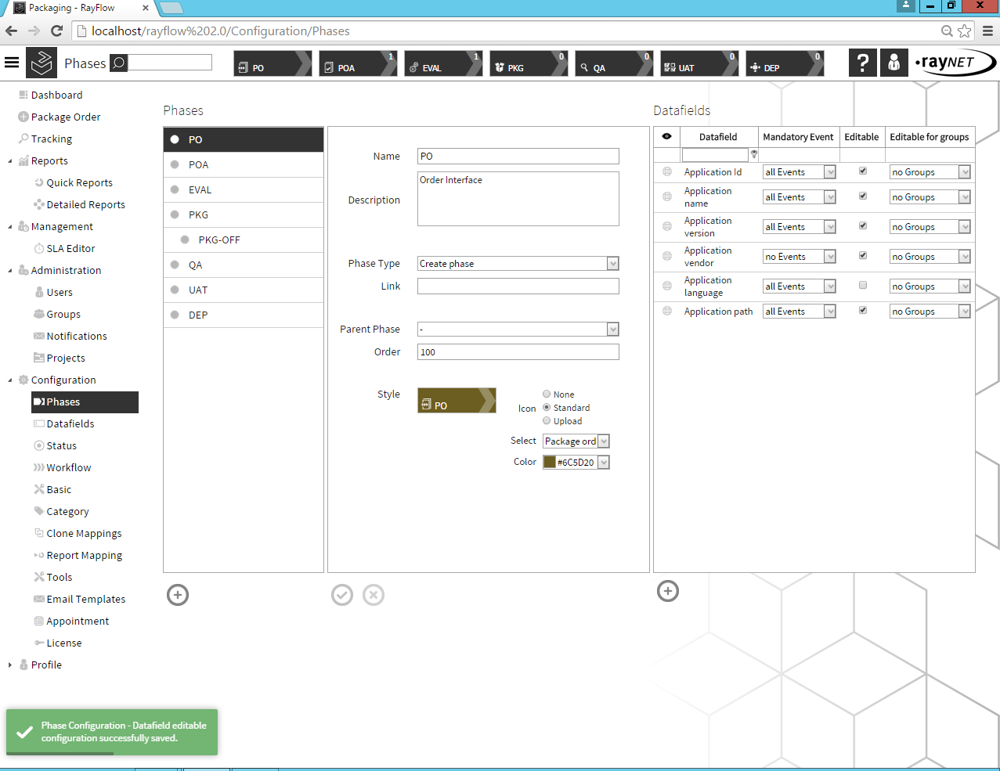 Packaging - RayFlow
localhost/rayflow%202.0/Configuration/Phases
Phases
PO
POA 1
EVAL 1
PKG 0
QA 0
UAT 0
DEP 0
?
rayNET
Dashboard
Package Order
Tracking
Reports
Quick Reports
Detailed Reports
Management
SLA Editor
Administration
Users
Groups
Notifications
Projects
Configuration
Phases
Datafields
Status
Workflow
Basic
Category
Clone Mappings
Report Mapping
Tools
Email Templates
Appointment
License
Profile
Phases
PO
POA
EVAL
PKG
PKG-OFF
QA
UAT
DEP
Name PO
Description Order Interface
Phase Type Create phase
Link
Parent Phase -
Order 100
Style PO
Icon
None
Standard
Upload
Select Package ord
Color #6C5D20
Datafields
Datafield Mandatory Event Editable Editable for groups
Application Id all Events no Groups
Application name all Events no Groups
Application version all Events no Groups
Application vendor no Events no Groups
Application language all Events no Groups
Application path all Events no Groups
Phase Configuration - Datafield editable
configuration successfully saved.